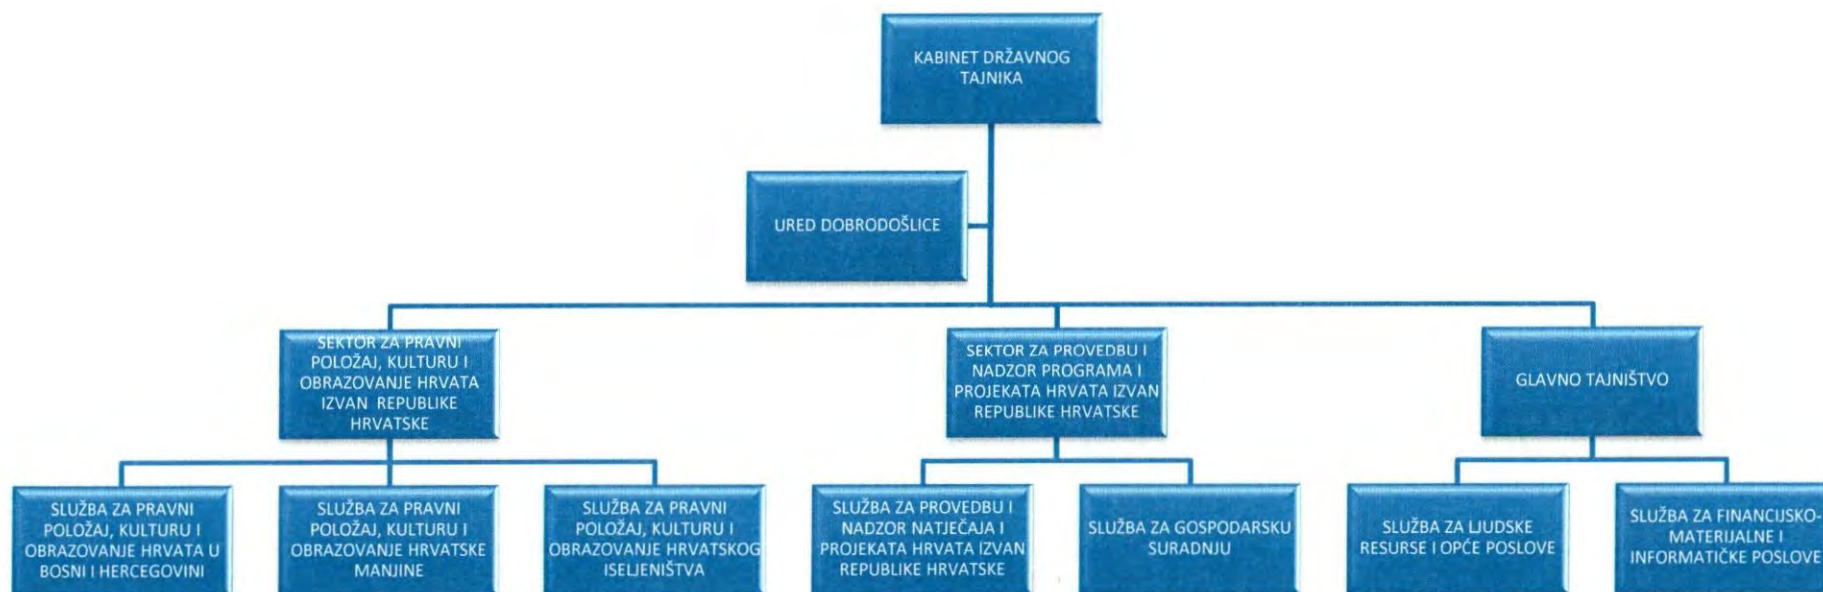 KABINET DRŽAVNOG
TAJNIKA
URED DOBRODOŠLICE
SEKTOR ZA PRAVNI
POLOŽAJ, KULTURU I
OBRAZOVANJE HRVATA
IZVAN REPUBLIKE
HRVATSKE
SEKTOR ZA PROVEDBU I
NADZOR PROGRAMA I
PROJEKATA HRVATA IZVAN
REPUBLIKE HRVATSKE
GLAVNO TAJNIŠTVO
SLUŽBA ZA PRAVNI
POLOŽAJ, KULTURU I
OBRAZOVANJE HRVATA U
BOSNI I HERCEGOVINI
SLUŽBA ZA PRAVNI
POLOŽAJ, KULTURU I
OBRAZOVANJE HRVATSKE
MANJINE
SLUŽBA ZA PRAVNI
POLOŽAJ, KULTURU I
OBRAZOVANJE HRVATSKOG
ISELJENIŠTVA
SLUŽBA ZA PROVEDBU I
NADZOR NATJEČAJA I
PROJEKATA HRVATA IZVAN
REPUBLIKE HRVATSKE
SLUŽBA ZA GOSPODARSKU
SURADNJU
SLUŽBA ZA LJUDSKE
RESURSE I OPĆE POSLOVE
SLUŽBA ZA FINANCIJSKO-
MATERIJALNE I
INFORMATIČKE POSLOVE